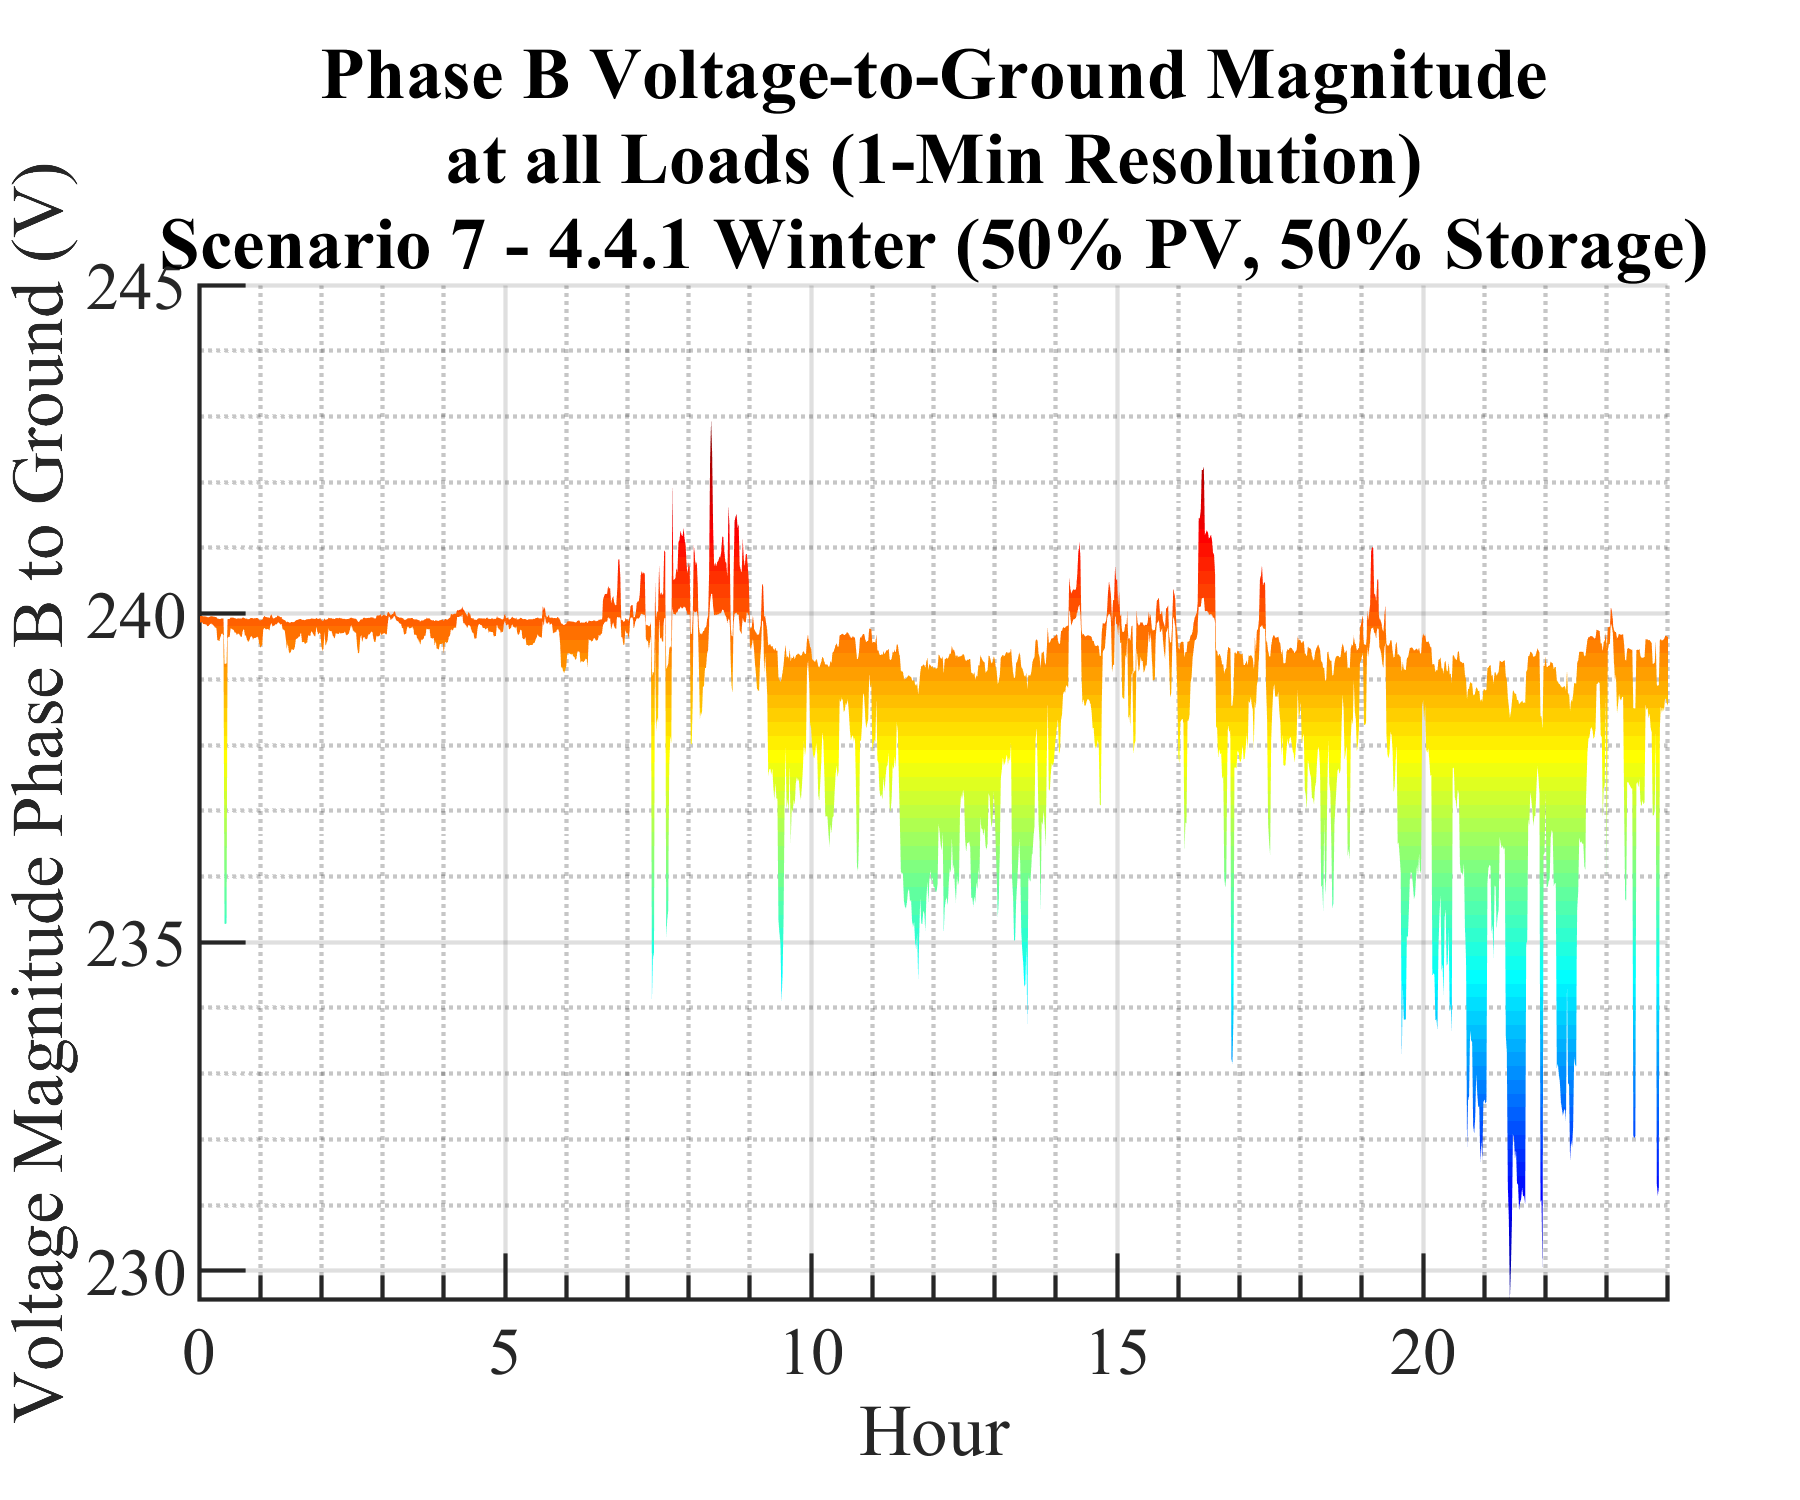 Phase B Voltage-to-Ground Magnitude
at all Loads (1-Min Resolution)
Scenario 7 - 4.4.1 Winter (50% PV, 50% Storage)
Voltage Magnitude Phase B to Ground (V)
245
240
235
230
0 5 10 15 20
Hour